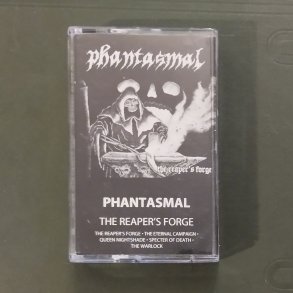 phantasmal
the reaper's forge
PHANTASMAL
THE REAPER'S FORGE
THE REAPER'S FORGE • THE ETERNAL CAMPAIGN •
QUEEN NIGHTSHADE • SPECTER OF DEATH •
THE WARLOCK